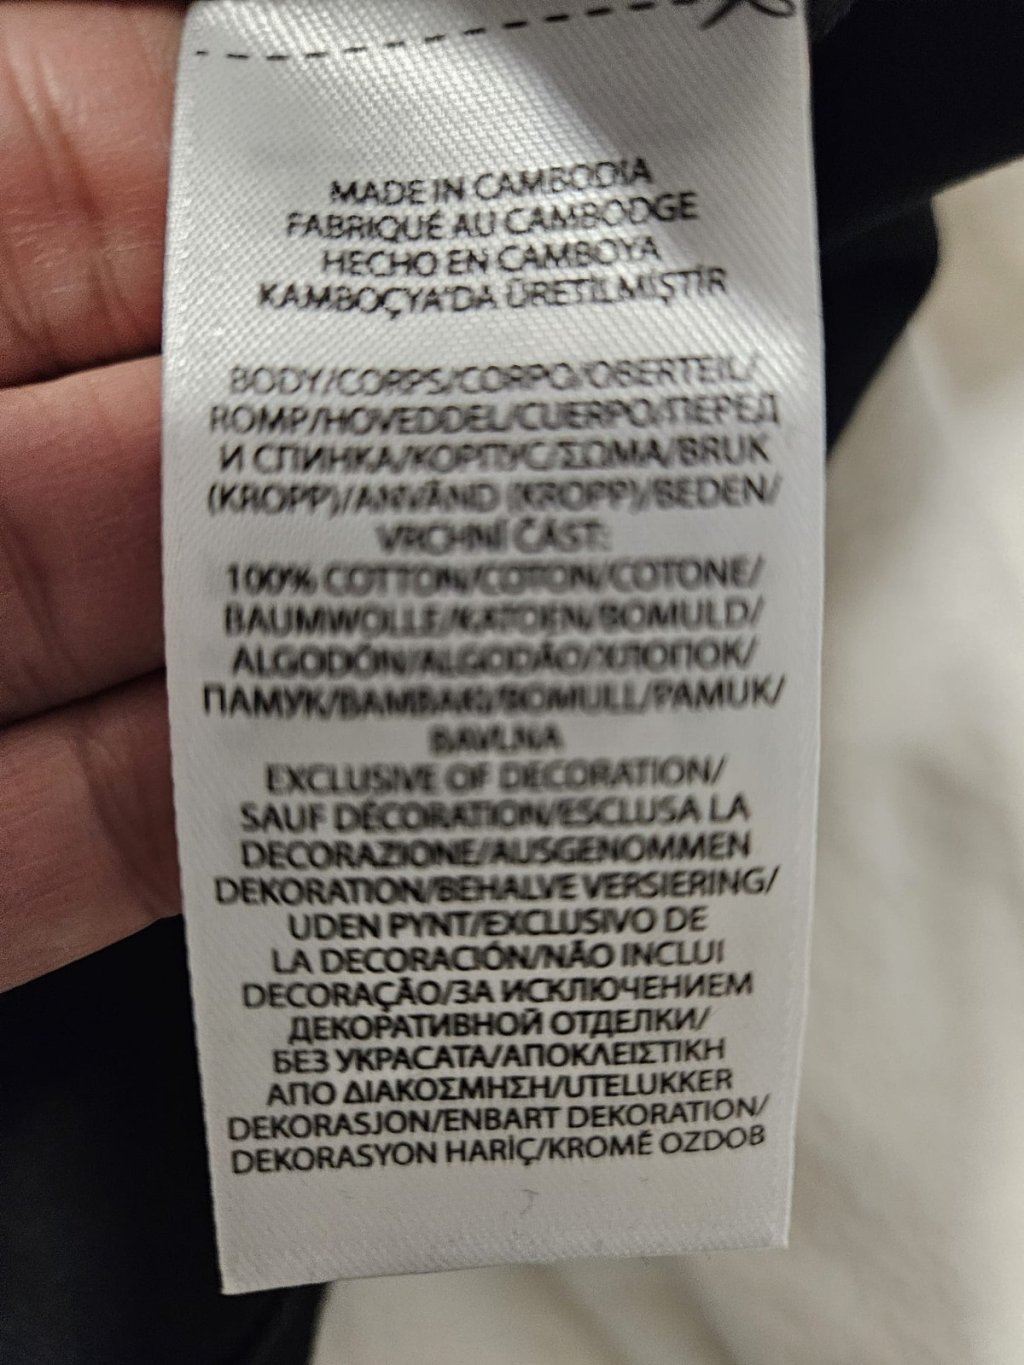 MADE IN CAMBODIA
FABRIQUÉ AU CAMBODGE
HECHO EN CAMBOYA
KAMBOÇYA'DA ÜRETİLMİŞTİR
BODY/CORPS/CORPO/OBERTEIL/
ROMP/HOVEDDEL/CUERPO/ПЕРЕД
И СПИНКА/КОРПУС/ΣΩΜΑ/BRUK
(KROPP)/ANVÄND (KROPP)/BEDEN/
VRCHNÍ ČÁST:
100% COTTON/COTON/COTONE/
BAUMWOLLE/KATOEN/BOMULD/
ALGODÓN/ALGODÃO/ХЛОПОК/
ПАМУК/ΒΑΜΒΑΚΙ/BOMULL/PAMUK/
BAVLNA
EXCLUSIVE OF DECORATION/
SAUF DÉCORATION/ESCLUSA LA
DECORAZIONE/AUSGENOMMEN
DEKORATION/BEHALVE VERSIERING/
UDEN PYNT/EXCLUSIVO DE
LA DECORACIÓN/NÃO INCLUI
DECORAÇÃO/ЗА ИСКЛЮЧЕНИЕМ
ДЕКОРАТИВНОЙ ОТДЕЛКИ/
БЕЗ УКРАСАТА/ΑΠΟΚΛΕΙΣΤΙΚΗ
ΑΠΟ ΔΙΑΚΟΣΜΗΣΗ/UTELUKKER
DEKORASJON/ENBART DEKORATION/
DEKORASYON HARİÇ/KROMĚ OZDOB